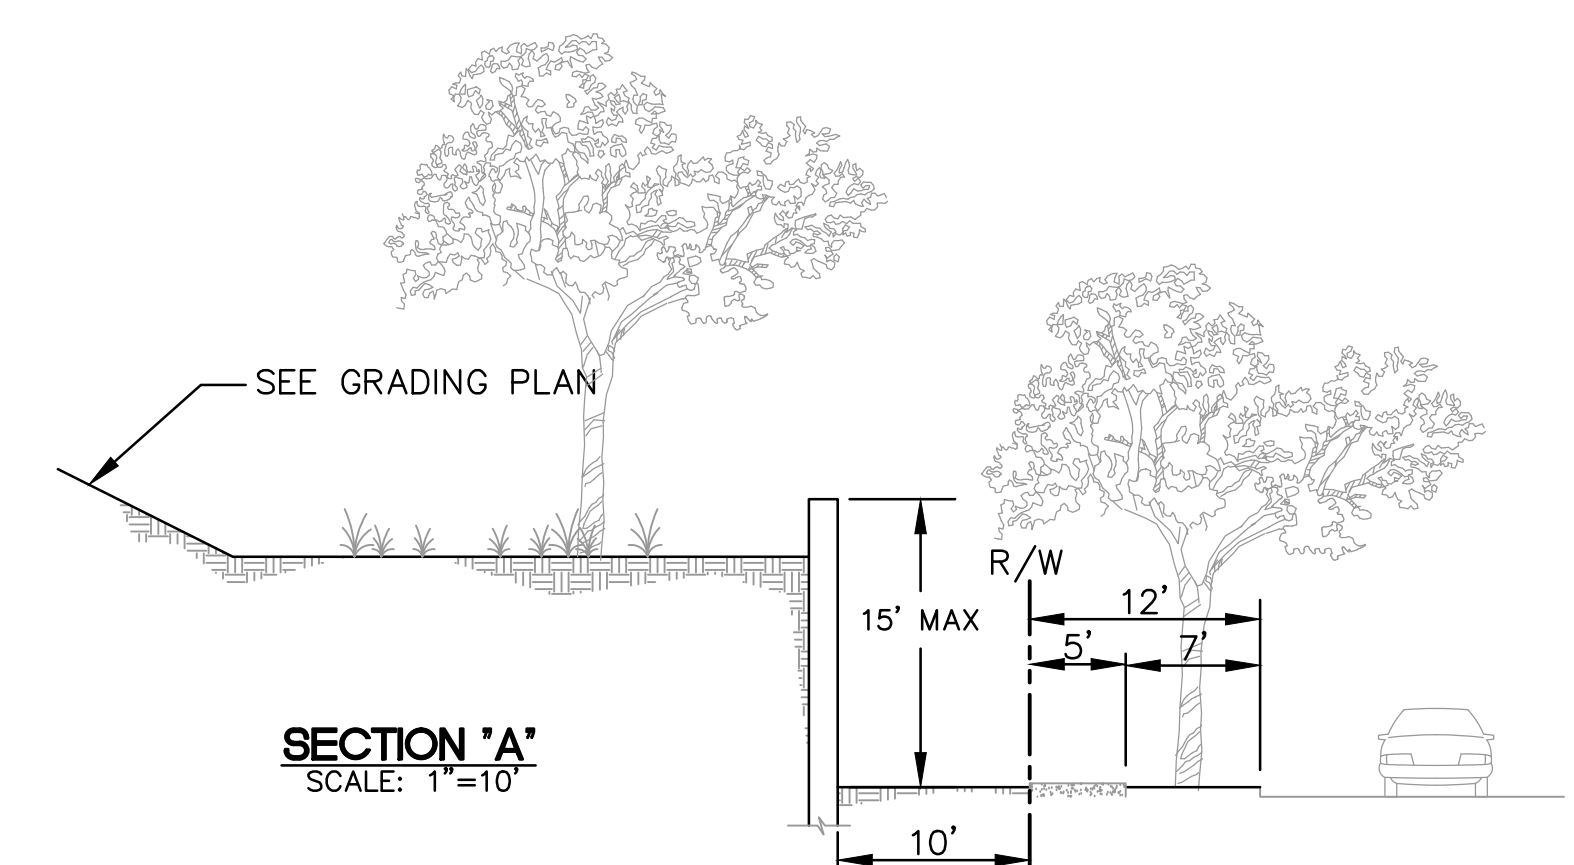 SEE GRADING PLAN
R/W
12'
15' MAX
5' 7'
SECTION "A"
SCALE: 1"=10'
10'